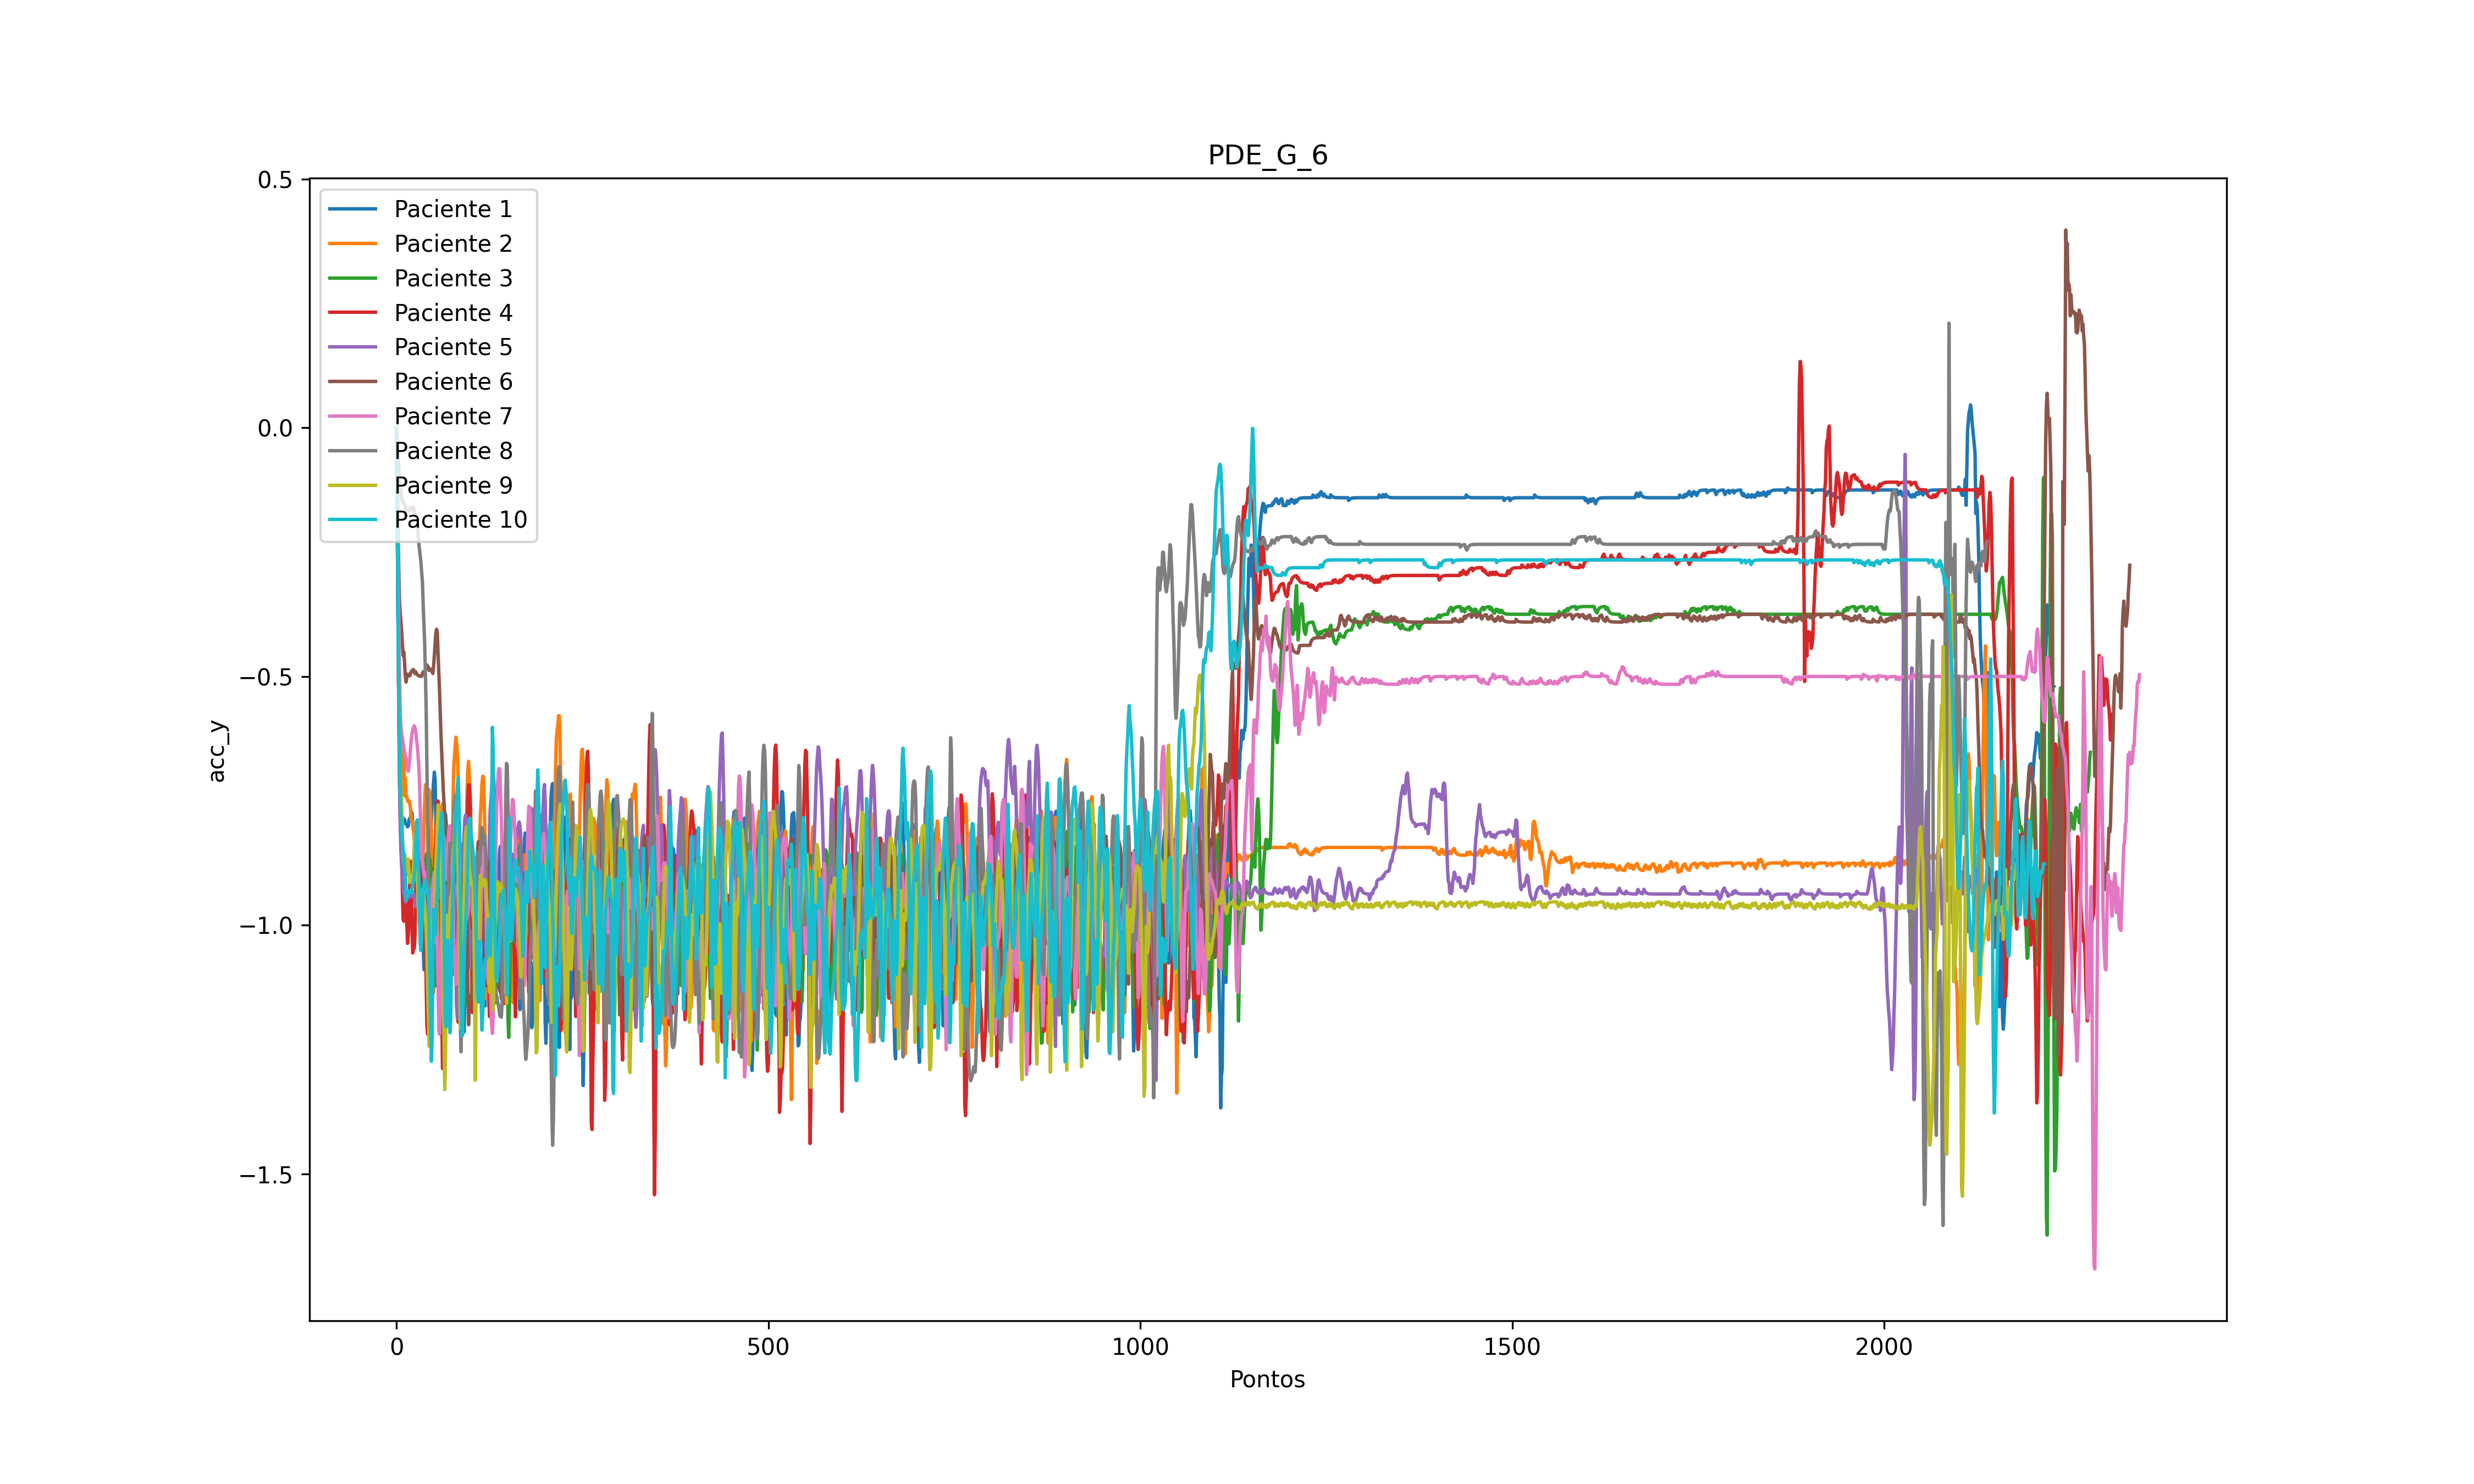 PDE_G_6
0.5
0.0
−0.5
−1.0
−1.5
acc_y
Paciente 1
Paciente 2
Paciente 3
Paciente 4
Paciente 5
Paciente 6
Paciente 7
Paciente 8
Paciente 9
Paciente 10
0 500 1000 1500 2000
Pontos